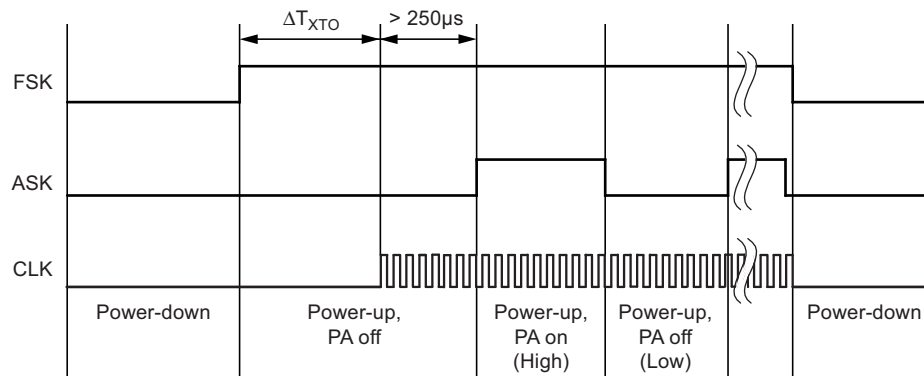 ΔTXTO
> 250µs
FSK
ASK
CLK
Power-down
Power-up,
PA off
Power-up,
PA on
(High)
Power-up,
PA off
(Low)
Power-down